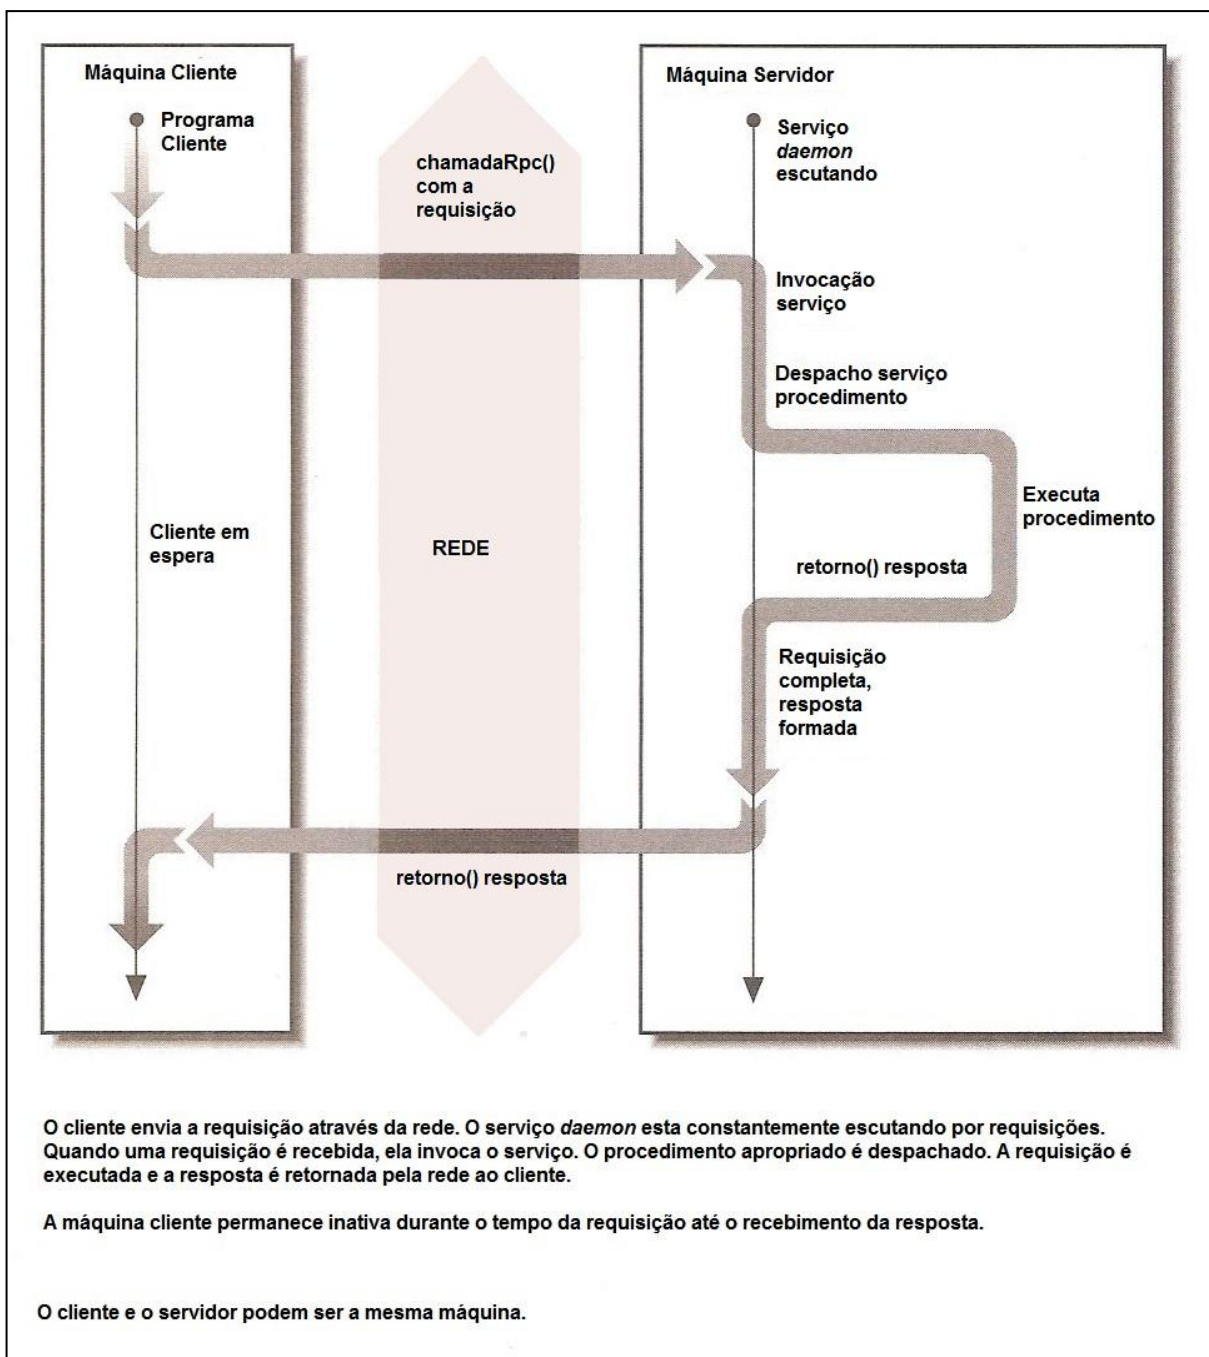 Máquina Cliente
Programa
Cliente
chamadaRpc()
com a
requisição
Máquina Servidor
Serviço
daemon
escutando
Invocação
serviço
Despacho serviço
procedimento
Executa
procedimento
Cliente em
espera
REDE
retorno() resposta
Requisição
completa,
resposta
formada
retorno() resposta
O cliente envia a requisição através da rede. O serviço daemon esta constantemente escutando por requisições.
Quando uma requisição é recebida, ela invoca o serviço. O procedimento apropriado é despachado. A requisição é
executada e a resposta é retornada pela rede ao cliente.
A máquina cliente permanece inativa durante o tempo da requisição até o recebimento da resposta.
O cliente e o servidor podem ser a mesma máquina.